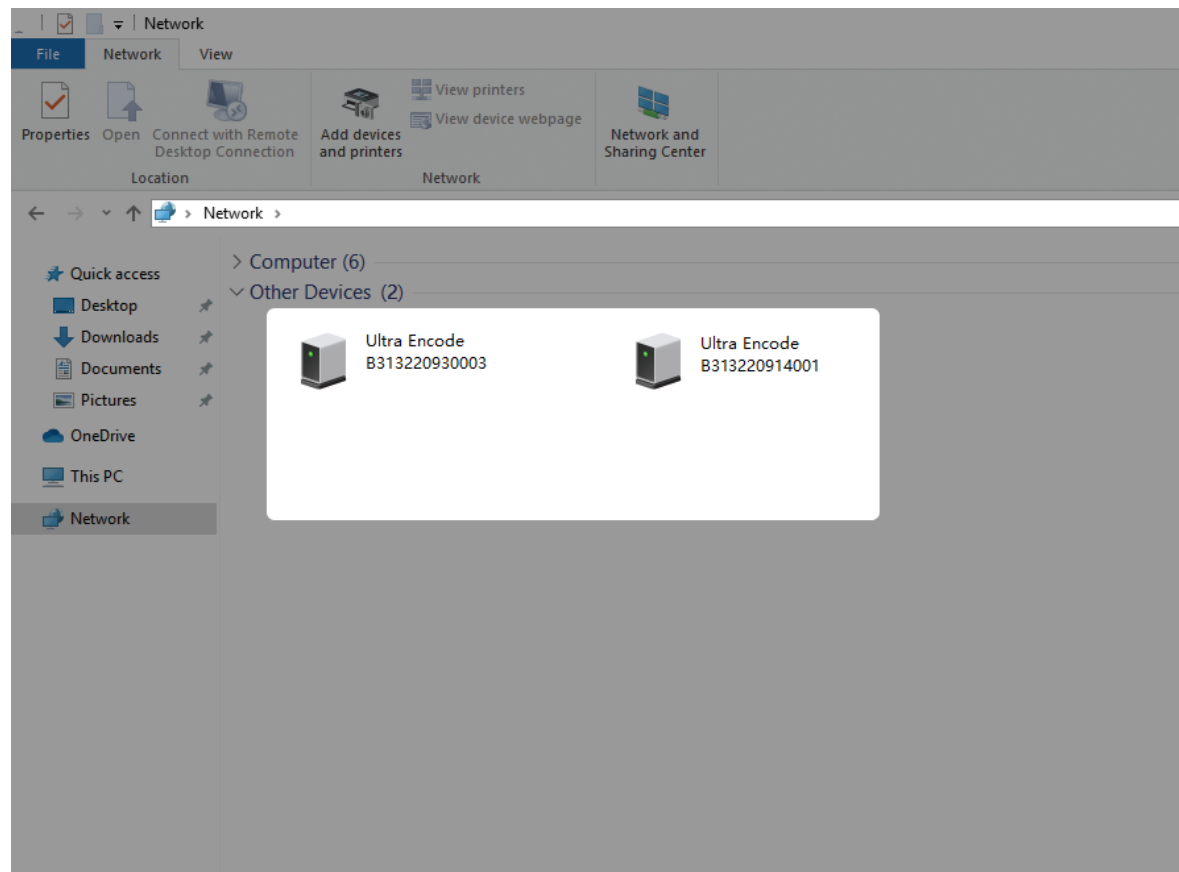 Network
File Network View
Properties Open Connect with Remote Desktop Connection
Add devices and printers
View printers
View device webpage
Network and Sharing Center
Location Network
Network
Quick access
Desktop
Downloads
Documents
Pictures
OneDrive
This PC
Network
Computer (6)
Other Devices (2)
Ultra Encode
B313220930003
Ultra Encode
B313220914001